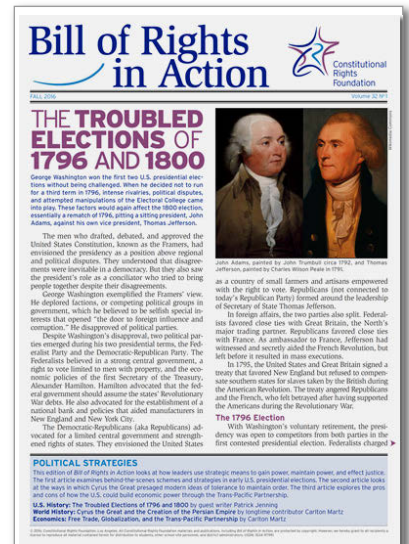 Bill of Rights
in Action
Constitutional
Rights
Foundation
FALL 2016
Volume 32 Nº1
THE TROUBLED
ELECTIONS OF
1796 AND 1800
George Washington won the first two U.S. presidential elec-
tions without being challenged. When he decided not to run
for a third term in 1796, intense rivalries, political disputes,
and attempted manipulations of the Electoral College came
into play. These factors would again affect the 1800 election,
essentially a rematch of 1796, pitting a sitting president, John
Adams, against his own vice president, Thomas Jefferson.
The men who drafted, debated, and approved the
United States Constitution, known as the Framers, had
envisioned the presidency as a position above regional
and political disputes. They understood that disagree-
ments were inevitable in a democracy. But they also saw
the president's role as a conciliator who tried to bring
people together despite their disagreements.
George Washington exemplified the Framers' view.
He deplored factions, or competing political groups in
government, which he believed to be selfish special in-
terests that opened "the door to foreign influence and
corruption." He disapproved of political parties.
Despite Washington's disapproval, two political par-
ties emerged during his two presidential terms, the Fed-
eralist Party and the Democratic-Republican Party. The
Federalists believed in a strong central government, a
right to vote limited to men with property, and the eco-
nomic policies of the first Secretary of the Treasury,
Alexander Hamilton. Hamilton advocated that the fed-
eral government should assume the states' Revolutionary
War debts. He also advocated for the establishment of a
national bank and policies that aided manufacturers in
New England and New York City.
The Democratic-Republicans (aka Republicans) ad-
vocated for a limited central government and strength-
ened rights of states. They envisioned the United States
Wikimedia Commons
John Adams, painted by John Trumbull circa 1792, and Thomas
Jefferson, painted by Charles Wilson Peale in 1791.
as a country of small farmers and artisans empowered
with the right to vote. Republicans (not connected to
today's Republican Party) formed around the leadership
of Secretary of State Thomas Jefferson.
In foreign affairs, the two parties also split. Federal-
ists favored close ties with Great Britain, the North's
major trading partner. Republicans favored close ties
with France. As ambassador to France, Jefferson had
witnessed and secretly aided the French Revolution, but
left before it resulted in mass executions.
In 1795, the United States and Great Britain signed a
treaty that favored New England but refused to compen-
sate southern states for slaves taken by the British during
the American Revolution. The treaty angered Republicans
and the French, who felt betrayed after having supported
the Americans during the Revolutionary War.
The 1796 Election
With Washington's voluntary retirement, the presi-
dency was open to competitors from both parties in the
first contested presidential election. Federalists charged
POLITICAL STRATEGIES
This edition of Bill of Rights in Action looks at how leaders use strategic means to gain power, maintain power, and effect justice.
The first article examines behind-the-scenes schemes and strategies in early U.S. presidential elections. The second article looks
at the ways in which Cyrus the Great presaged modern ideas of tolerance to maintain order. The third article explores the pros
and cons of how the U.S. could build economic power through the Trans-Pacific Partnership.
U.S. History: The Troubled Elections of 1796 and 1800 by guest writer Patrick Jenning
World History: Cyrus the Great and the Creation of the Persian Empire by longtime contributor Carlton Martz
Economics: Free Trade, Globalization, and the Trans-Pacific Partnership by Carlton Martz